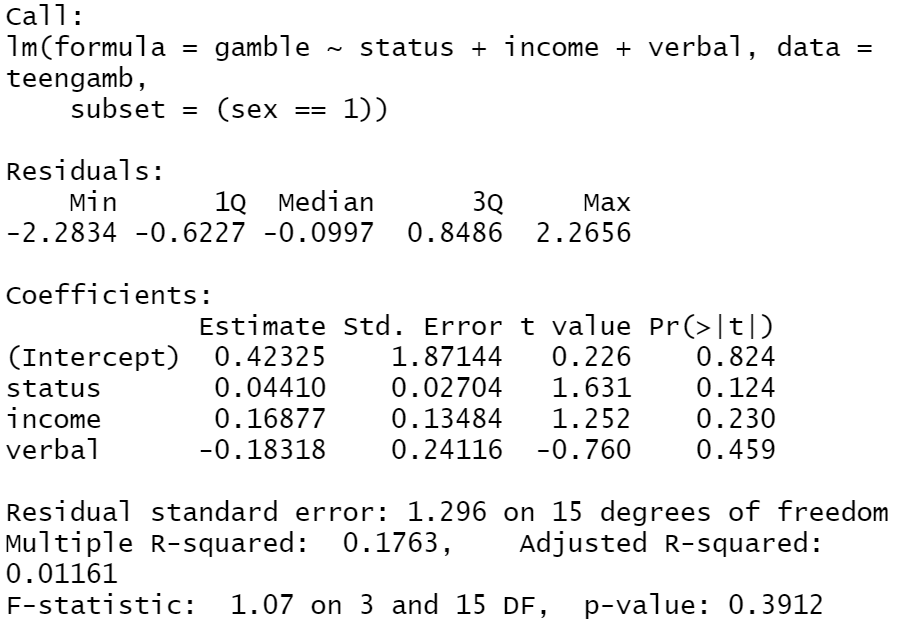 Call:
lm(formula = gamble ~ status + income + verbal, data =
teengamb,
    subset = (sex == 1))

Residuals:
    Min      1Q  Median      3Q     Max
-2.2834 -0.6227 -0.0997  0.8486  2.2656

Coefficients:
            Estimate Std. Error t value Pr(>|t|)
(Intercept)  0.42325    1.87144   0.226    0.824
status       0.04410    0.02704   1.631    0.124
income       0.16877    0.13484   1.252    0.230
verbal      -0.18318    0.24116  -0.760    0.459

Residual standard error: 1.296 on 15 degrees of freedom
Multiple R-squared:  0.1763,    Adjusted R-squared:
0.01161
F-statistic:  1.07 on 3 and 15 DF,  p-value: 0.3912